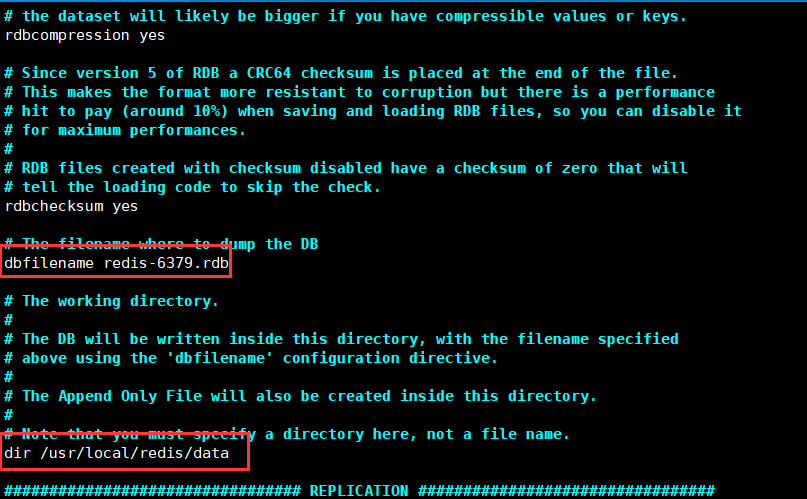 # the dataset will likely be bigger if you have compressible values or keys.
rdbcompression yes
# Since version 5 of RDB a CRC64 checksum is placed at the end of the file.
# This makes the format more resistant to corruption but there is a performance
# hit to pay (around 10%) when saving and loading RDB files, so you can disable it
# for maximum performances.
#
# RDB files created with checksum disabled have a checksum of zero that will
# tell the loading code to skip the check.
rdbchecksum yes
# The filename where to dump the DB
dbfilename redis-6379.rdb
# The working directory.
#
# The DB will be written inside this directory, with the filename specified
# above using the 'dbfilename' configuration directive.
#
# The Append Only File will also be created inside this directory.
#
# Note that you must specify a directory here, not a file name.
dir /usr/local/redis/data
################################# REPLICATION #################################